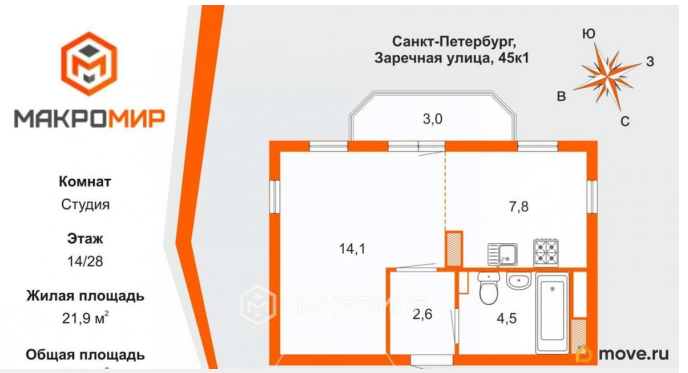 МАКРОМИР
Комнат
Студия
Этаж
14/28
Жилая площадь
21,9 м²
Общая площадь
Санкт-Петербург,
Заречная улица, 45к1
Ю
З
В
С
3,0
7,8
14,1
2,6
4,5
МАКРОМИР
move.ru